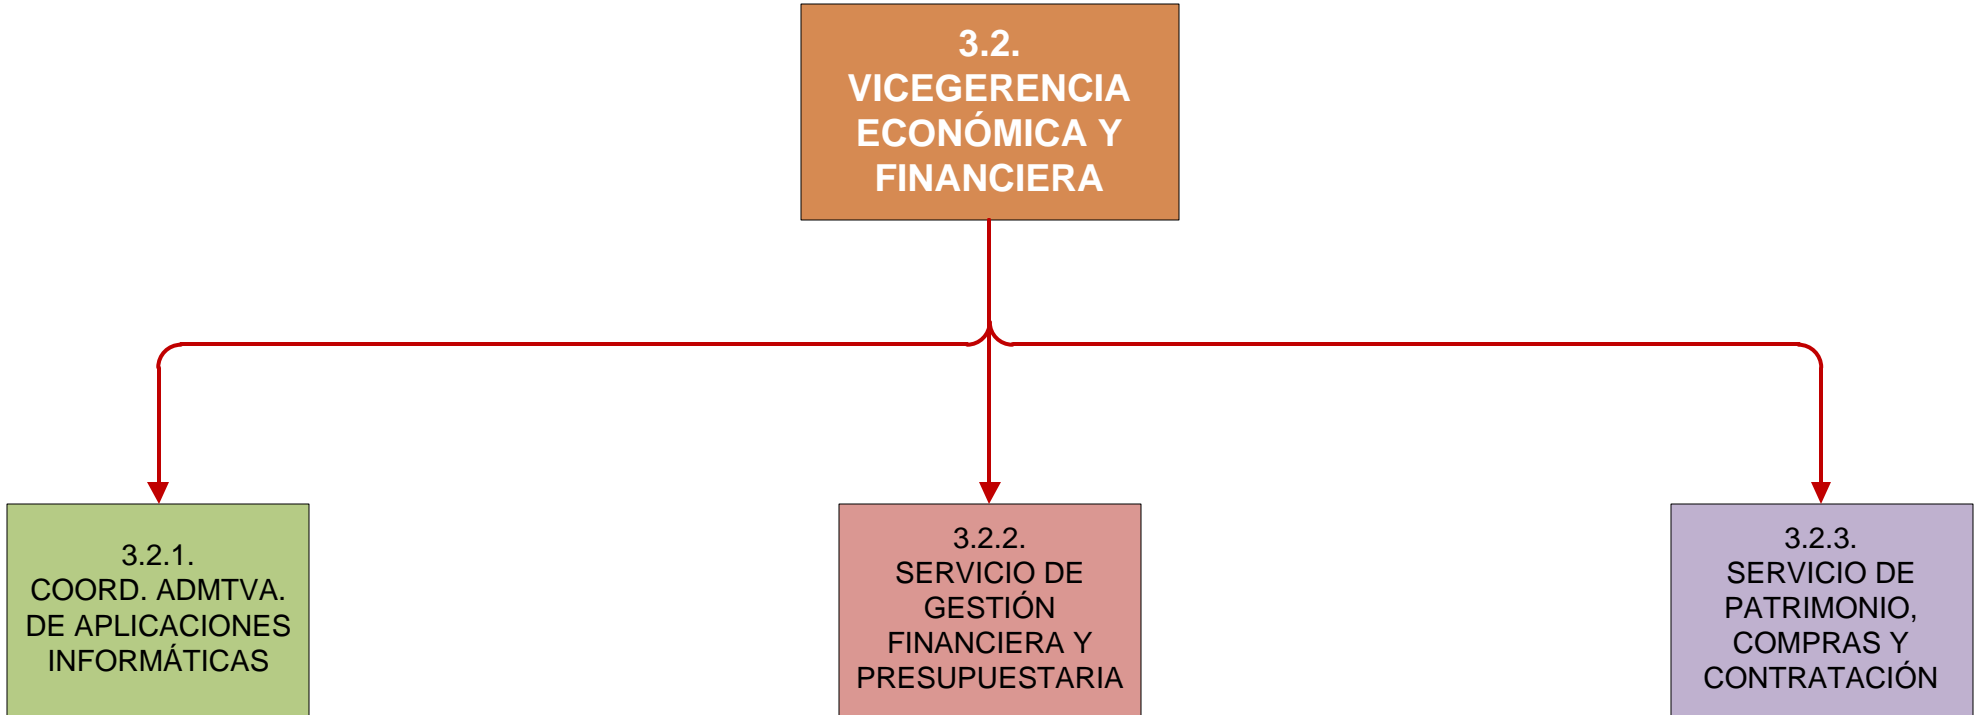 3.2.
VICEGERENCIA
ECONÓMICA Y
FINANCIERA
3.2.1.
COORD. ADMTVA.
DE APLICACIONES
INFORMÁTICAS
3.2.2.
SERVICIO DE
GESTIÓN
FINANCIERA Y
PRESUPUESTARIA
3.2.3.
SERVICIO DE
PATRIMONIO,
COMPRAS Y
CONTRATACIÓN